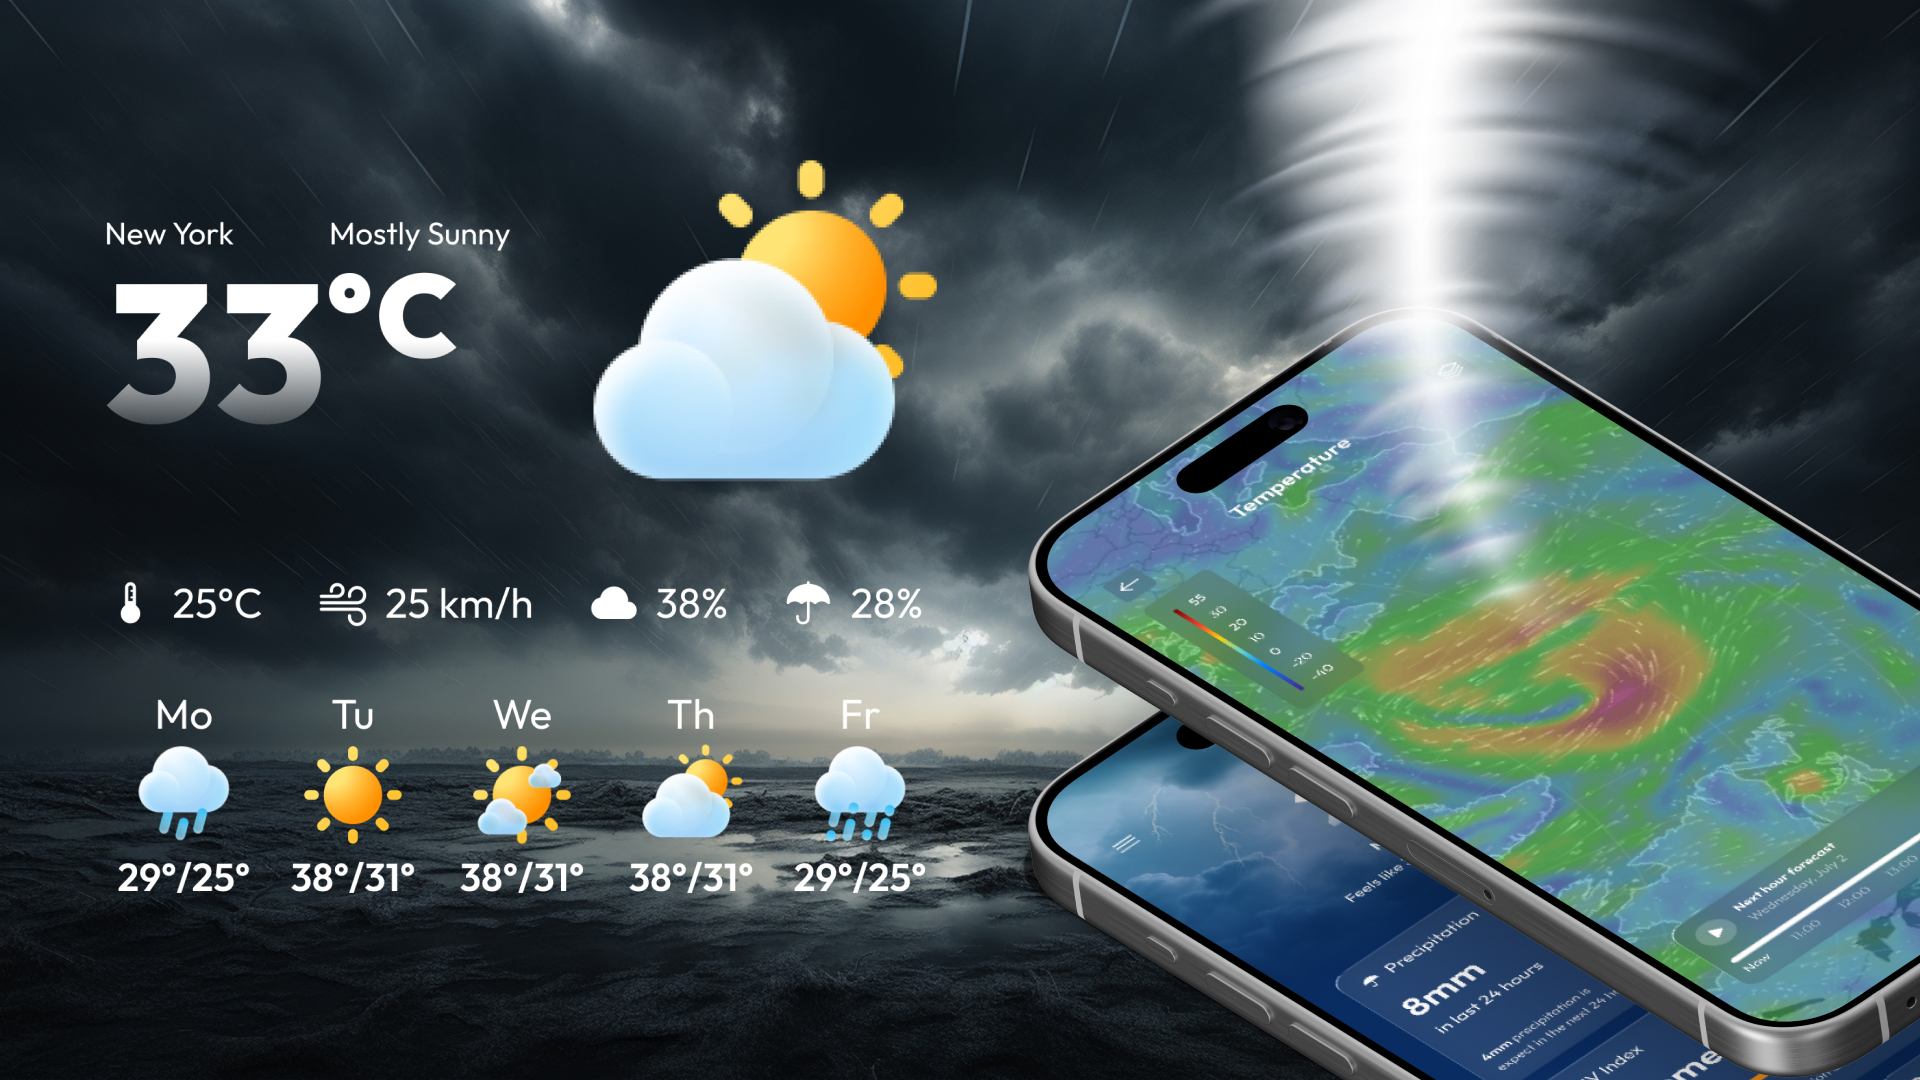 New York
Mostly Sunny
33°C
25°C
25 km/h
38%
28%
Mo
Tu
We
Th
Fr
29°/25°
38°/31°
38°/31°
38°/31°
29°/25°
Temperature
55
30
20
10
0
-20
-40
Next hour forecast
Wednesday, July 2
Now
11:00
12:00
13:00
Feels like
Precipitation
8mm
in last 24 hours
4mm precipitation is
expect in the next 24 h
Index